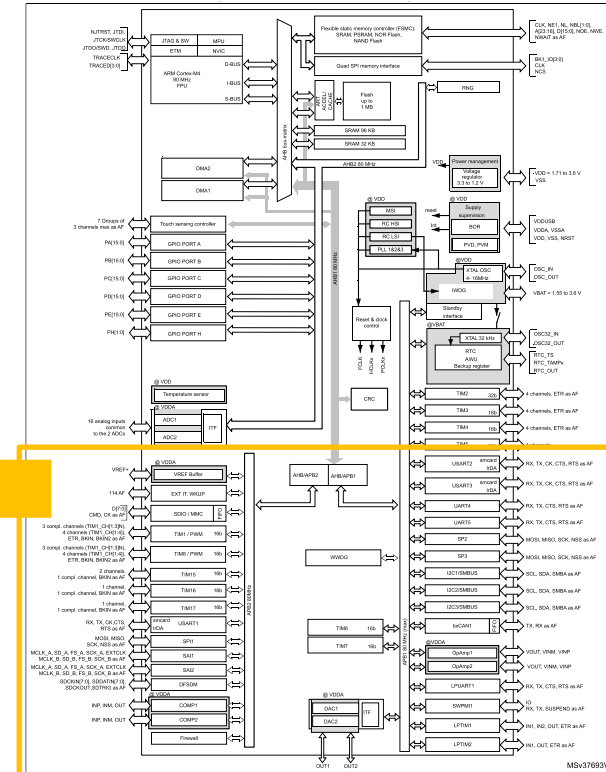 NJTRST, JTDI,
JTCK/SWCLK
JTDO/SWD, JTDO
TRACECLK
TRACED[3:0]
JTAG & SW
MPU
ETM
NVIC
ARM Cortex-M4
80 MHz
FPU
D-BUS
I-BUS
S-BUS
AHB bus-matrix
Flexible static memory controller (FSMC):
SRAM, PSRAM, NOR Flash,
NAND Flash
CLK, NE1, NL, NBL[1:0],
A[23:16], D[15:0], NOE, NWE,
NWAIT as AF
Quad SPI memory interface
BK1_IO[3:0]
CLK
NCS
ART
ACCEL/
CACHE
Flash
up to
1 MB
RNG
SRAM 96 KB
SRAM 32 KB
AHB2 80 MHz
DMA2
DMA1
VDD
Power management
Voltage
regulator
3.3 to 1.2 V
VDD = 1.71 to 3.6 V
VSS
7 Groups of
3 channels max as AF
Touch sensing controller
PA[15:0]
GPIO PORT A
PB[15:0]
GPIO PORT B
PC[15:0]
GPIO PORT C
PD[15:0]
GPIO PORT D
PE[15:0]
GPIO PORT E
PH[1:0]
GPIO PORT H
AHB1 80 MHz
@ VDD
MSI
RC HSI
RC LSI
PLL 1&2&3
reset
Int
@ VDD
Supply
supervision
BOR
PVD, PVM
VDDUSB
VDDA, VSSA
VDD, VSS, NRST
@VDD
XTAL OSC
4- 16MHz
OSC_IN
OSC_OUT
IWDG
VBAT = 1.55 to 3.6 V
Standby
interface
Reset & clock
control
FCLK
HCLKx
PCLKx
@VBAT
XTAL 32 kHz
OSC32_IN
OSC32_OUT
RTC
AWU
Backup register
RTC_TS
RTC_TAMPx
RTC_OUT
@ VDD
Temperature sensor
@ VDDA
16 analog inputs
common
to the 2 ADCs
ADC1
ADC2
ITF
CRC
TIM2
32b
4 channels, ETR as AF
TIM3
16b
4 channels, ETR as AF
TIM4
16b
4 channels, ETR as AF
TIM5
AHB/APB2
AHB/APB1
VREF+
@ VDDA
VREF Buffer
114 AF
EXT IT. WKUP
D[7:0]
CMD, CK as AF
SDIO / MMC
FIFO
3 compl. channels (TIM1_CH[1:3]N),
4 channels (TIM1_CH[1:4]),
ETR, BKIN, BKIN2 as AF
TIM1 / PWM
16b
3 compl. channels (TIM1_CH[1:3]N),
4 channels (TIM1_CH[1:4]),
ETR, BKIN, BKIN2 as AF
TIM8 / PWM
16b
2 channels,
1 compl. channel, BKIN as AF
TIM15
16b
1 channel,
1 compl. channel, BKIN as AF
TIM16
16b
1 channel,
1 compl. channel, BKIN as AF
TIM17
16b
RX, TX, CK,CTS,
RTS as AF
smcard
IrDA
USART1
MOSI, MISO,
SCK, NSS as AF
SPI1
MCLK_A, SD_A, FS_A, SCK_A, EXTCLK
MCLK_B, SD_B, FS_B, SCK_B as AF
SAI1
MCLK_A, SD_A, FS_A, SCK_A, EXTCLK
MCLK_B, SD_B, FS_B, SCK_B as AF
SAI2
SDCKIN[7:0], SDDATIN[7:0],
SDCKOUT,SDTRIG as AF
DFSDM
@ VDDA
INP, INM, OUT
COMP1
INP, INM, OUT
COMP2
Firewall
APB2 80MHz
WWDG
TIM6
16b
TIM7
16b
APB1 80 MHz (max)
@ VDDA
DAC1
DAC2
ITF
OUT1
OUT2
USART2
smcard
IrDA
RX, TX, CK, CTS, RTS as AF
USART3
smcard
IrDA
RX, TX, CK, CTS, RTS as AF
UART4
RX, TX, CTS, RTS as AF
UART5
RX, TX, CTS, RTS as AF
SP2
MOSI, MISO, SCK, NSS as AF
SP3
MOSI, MISO, SCK, NSS as AF
I2C1/SMBUS
SCL, SDA, SMBA as AF
I2C2/SMBUS
SCL, SDA, SMBA as AF
I2C3/SMBUS
SCL, SDA, SMBA as AF
bxCAN1
FIFO
TX, RX as AF
@VDDA
OpAmp1
VOUT, VINM, VINP
OpAmp2
VOUT, VINM, VINP
LPUART1
RX, TX, CTS, RTS as AF
SWPMI1
IO
RX, TX, SUSPEND as AF
LPTIM1
IN1, IN2, OUT, ETR as AF
LPTIM2
IN1, OUT, ETR as AF
MSv37693V